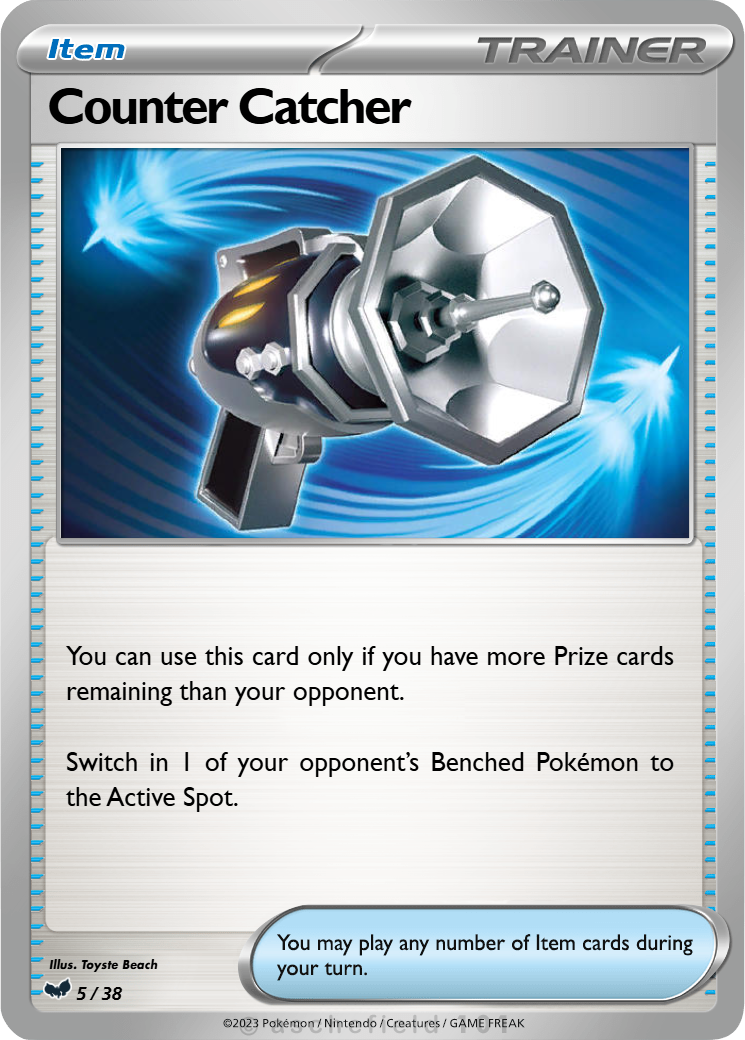 Item
TRAINER
Counter Catcher
You can use this card only if you have more Prize cards
remaining than your opponent.
Switch in 1 of your opponent's Benched Pokémon to
the Active Spot.
You may play any number of Item cards during
your turn.
Illus. Toyste Beach
5 / 38
©2023 Pokémon / Nintendo / Creatures / GAME FREAK